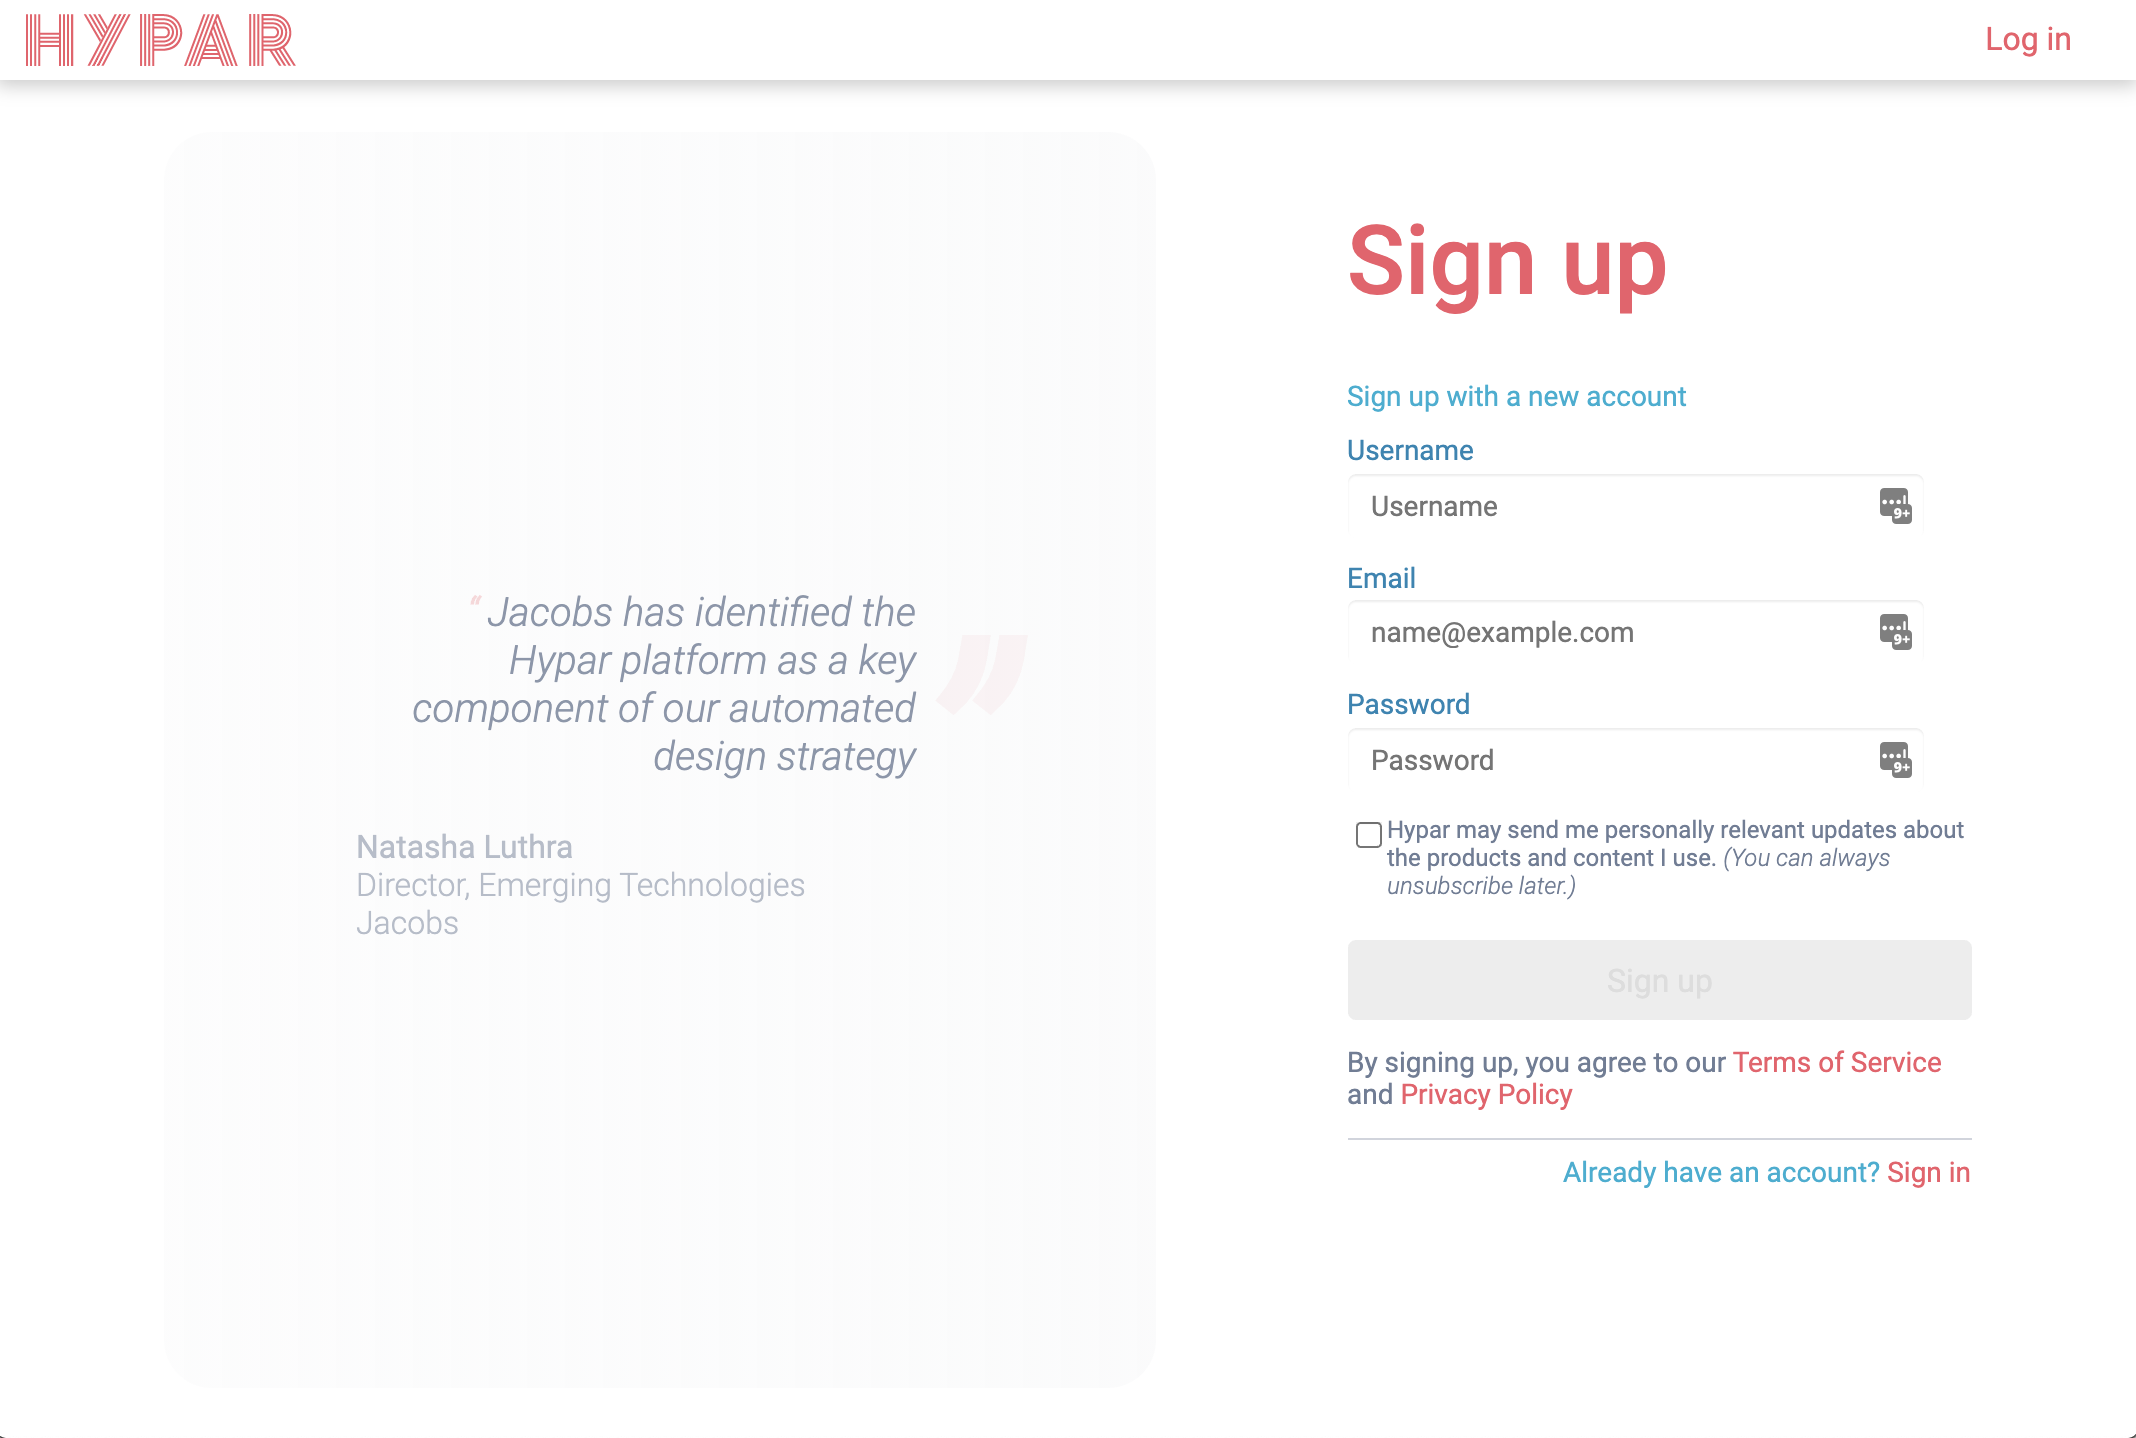 HYPAR
Log in
“ Jacobs has identified the
Hypar platform as a key
component of our automated
design strategy ”
Natasha Luthra
Director, Emerging Technologies
Jacobs
Sign up
Sign up with a new account
Username
Username
9+
Email
name@example.com
9+
Password
Password
9+
Hypar may send me personally relevant updates about
the products and content I use. (You can always
unsubscribe later.)
Sign up
By signing up, you agree to our Terms of Service
and Privacy Policy
Already have an account? Sign in